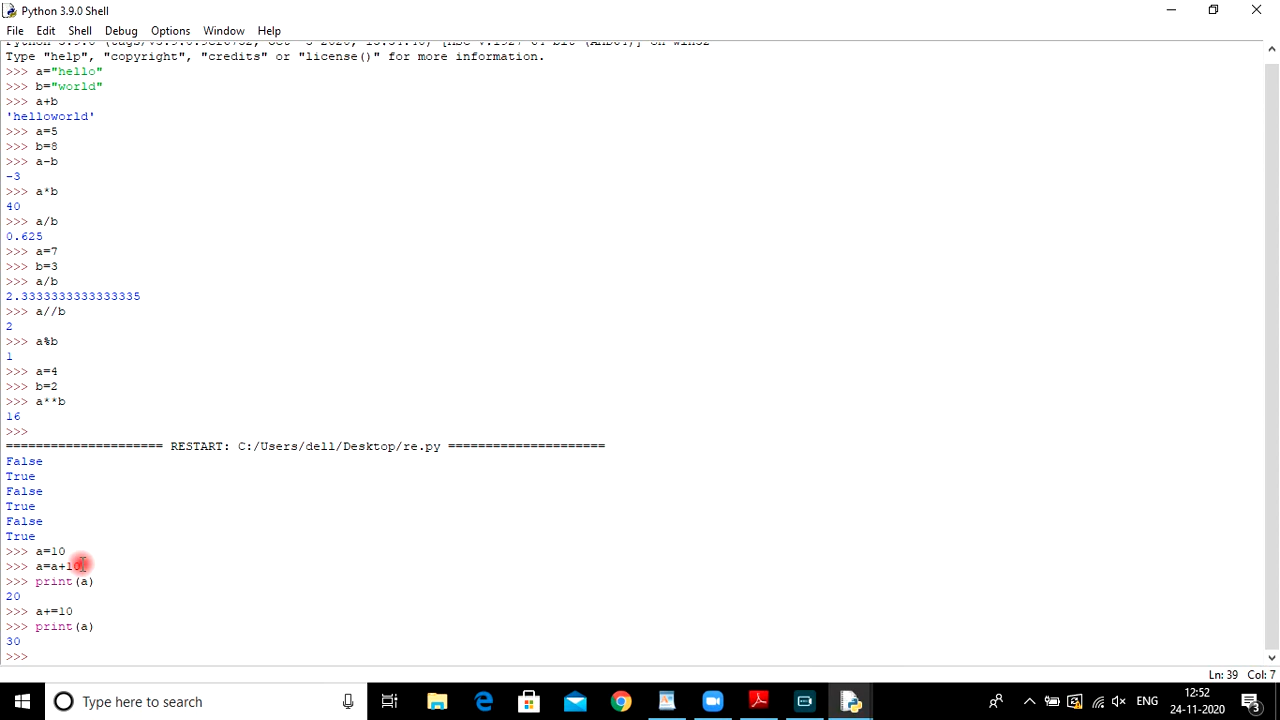 Python 3.9.0 Shell
File Edit Shell Debug Options Window Help
Type "help", "copyright", "credits" or "license()" for more information.
>>> a="hello"
>>> b="world"
>>> a+b
'helloworld'
>>> a=5
>>> b=8
>>> a-b
-3
>>> a*b
40
>>> a/b
0.625
>>> a=7
>>> b=3
>>> a/b
2.3333333333333335
>>> a//b
2
>>> a%b
1
>>> a=4
>>> b=2
>>> a**b
16
>>>
===================== RESTART: C:/Users/dell/Desktop/re.py =====================
False
True
False
True
False
True
>>> a=10
>>> a=a+10
>>> print(a)
20
>>> a+=10
>>> print(a)
30
>>>
Ln: 39 Col: 7
Type here to search
ENG
12:52
24-11-2020
3